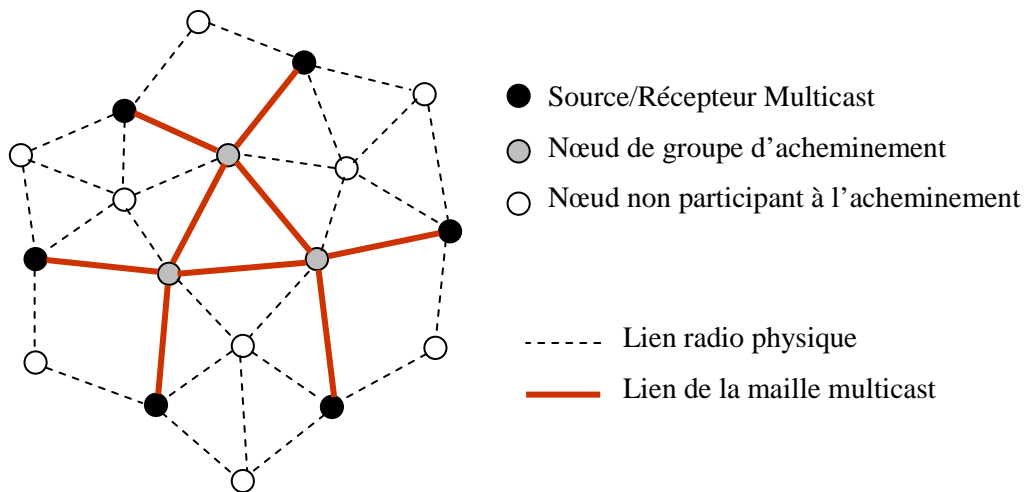 Source/Récepteur Multicast
Nœud de groupe d'acheminement
Nœud non participant à l'acheminement
Lien radio physique
Lien de la maille multicast